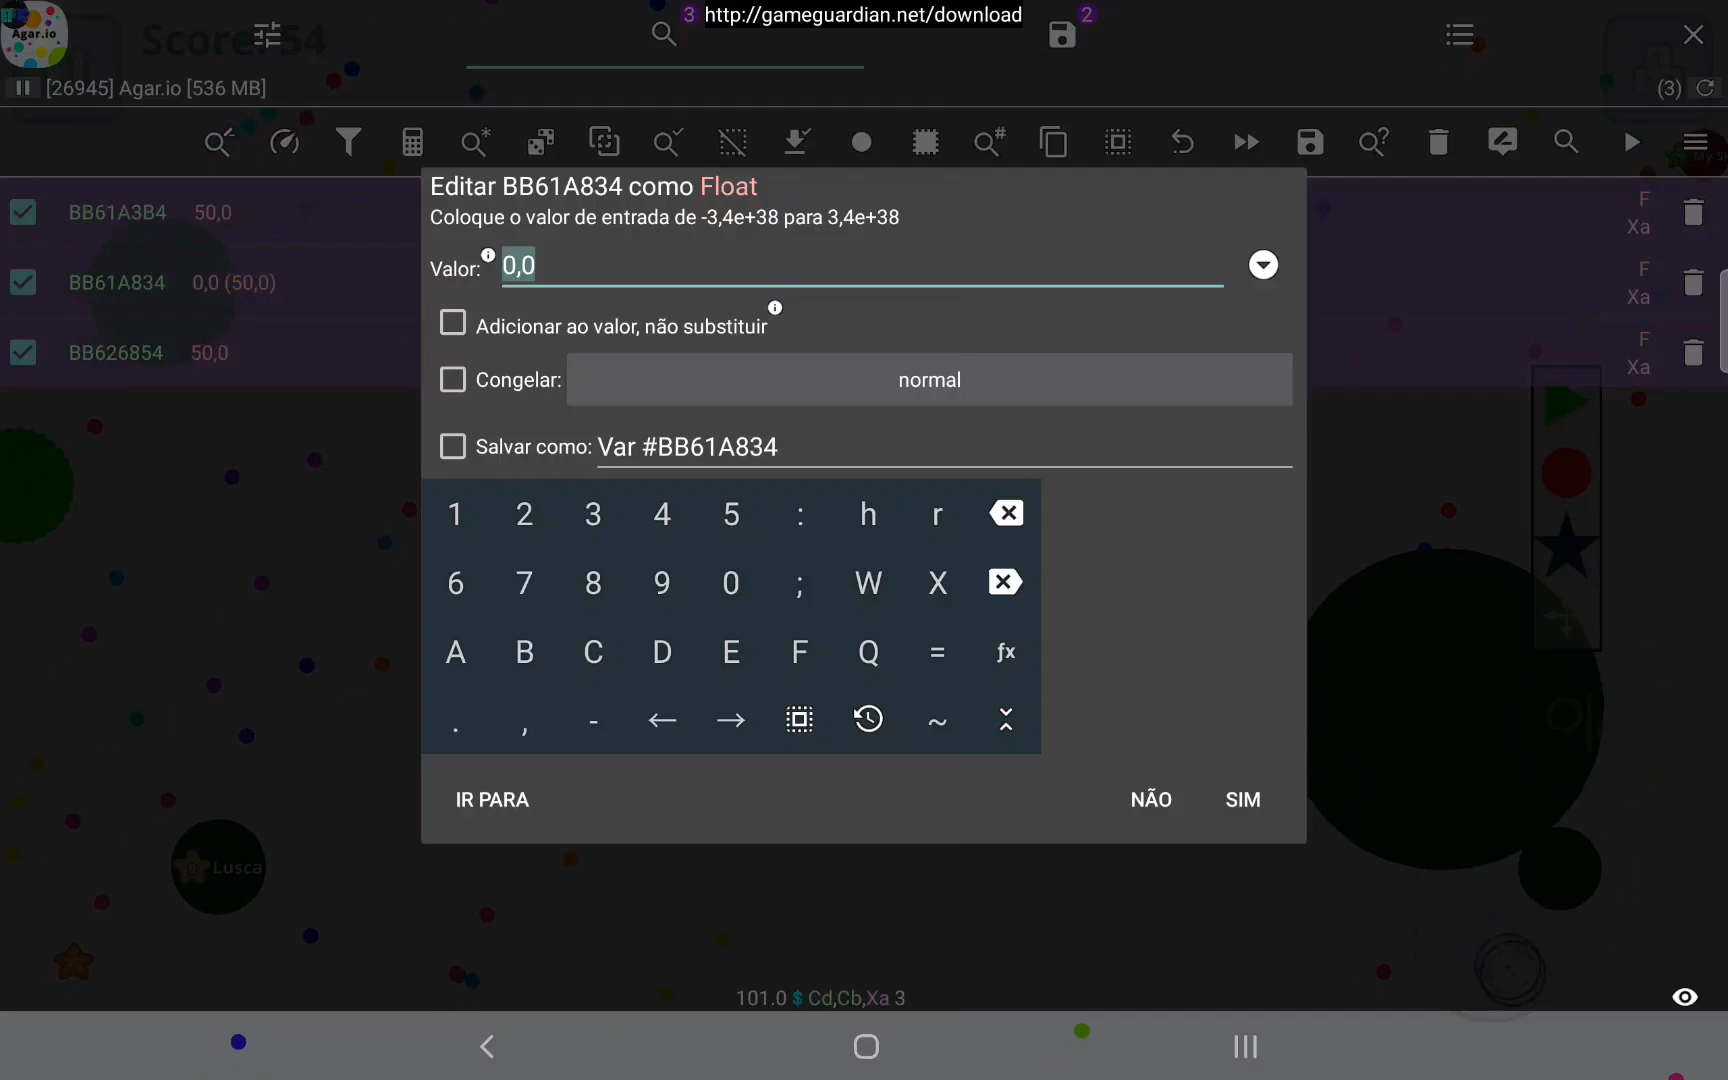 Agar.io
Score: 54
3
http://gameguardian.net/download
2
[26945] Agar.io [536 MB]
(3)
BB61A3B4 50,0 F
Xa
BB61A834 0,0 (50,0) F
Xa
BB626854 50,0 F
Xa
Editar BB61A834 como Float
Coloque o valor de entrada de -3,4e+38 para 3,4e+38
Valor: 0,0
Adicionar ao valor, não substituir
Congelar: normal
Salvar como: Var #BB61A834
1 2 3 4 5 : h r
6 7 8 9 0 ; W X
A B C D E F Q = ƒx
. , - ← → ~
IR PARA NÃO SIM
Lusca
101.0 $ Cd,Cb,Xa 3